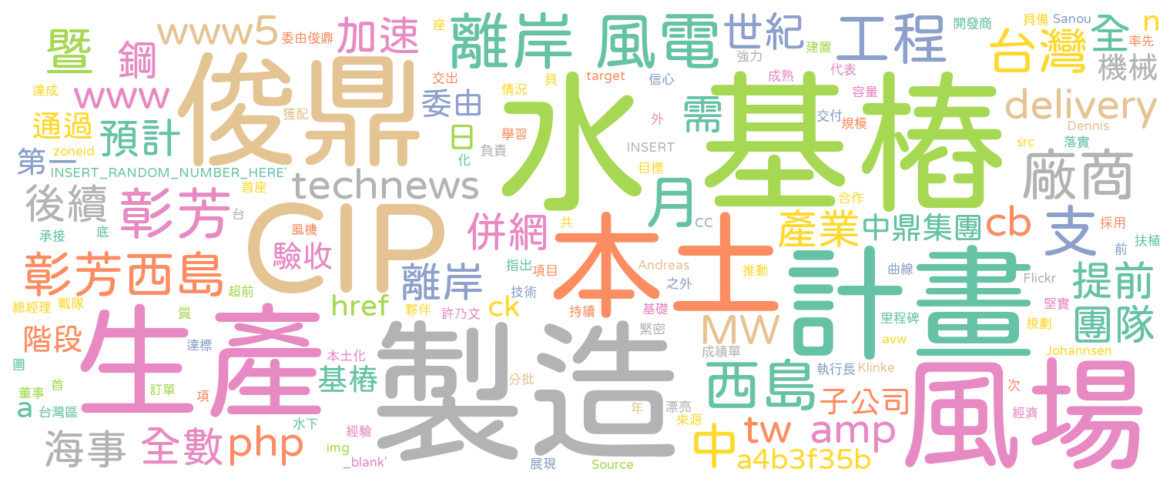 暨
鋼
www5
委由俊鼎
加速
座
離岸
風電
世紀
強力
建置
工程
開發商
具備
Sanou
台灣
全
n
率先
機械
達成
www
俊鼎
獲配
交出
委由
情況
具
target
信心
成熟
代表
容量
通過
預計
日
化
學習
負責
水
外
需
基樁
交付
規模
delivery
Dennis
zoneid
第一
INSERT_RANDOM_NUMBER_HERE'
首座
technews
INSERT
目標
月
src
落實
廠商
後續
彰芳
台
風機
CIP
驗收
併網
共
本土
CC
合作
產業
中鼎集團
cb
支
採用
前
扶植
承接
底
彰芳西島
超前
離岸
指出
項目
技術
Andreas
之外
推動
計畫
曲線
Flickr
提前
總經理
戰隊
質
href
夥伴
許乃文
ck
持續
基礎
緊密
MW
里程碑
堅實
規劃
團隊
階段
生產
達標
本土化
製造
成績單
avw
Johannsen
圖
董事
首
訂單
項
基樁
分批
西島
執行長
Klinke
風場
次
a
台灣區
水下
年
漂亮
來源
子公司
經濟
海事
全數
php
經驗
img
_blank'
展現
Source
中
tw
amp
a4b3f35b